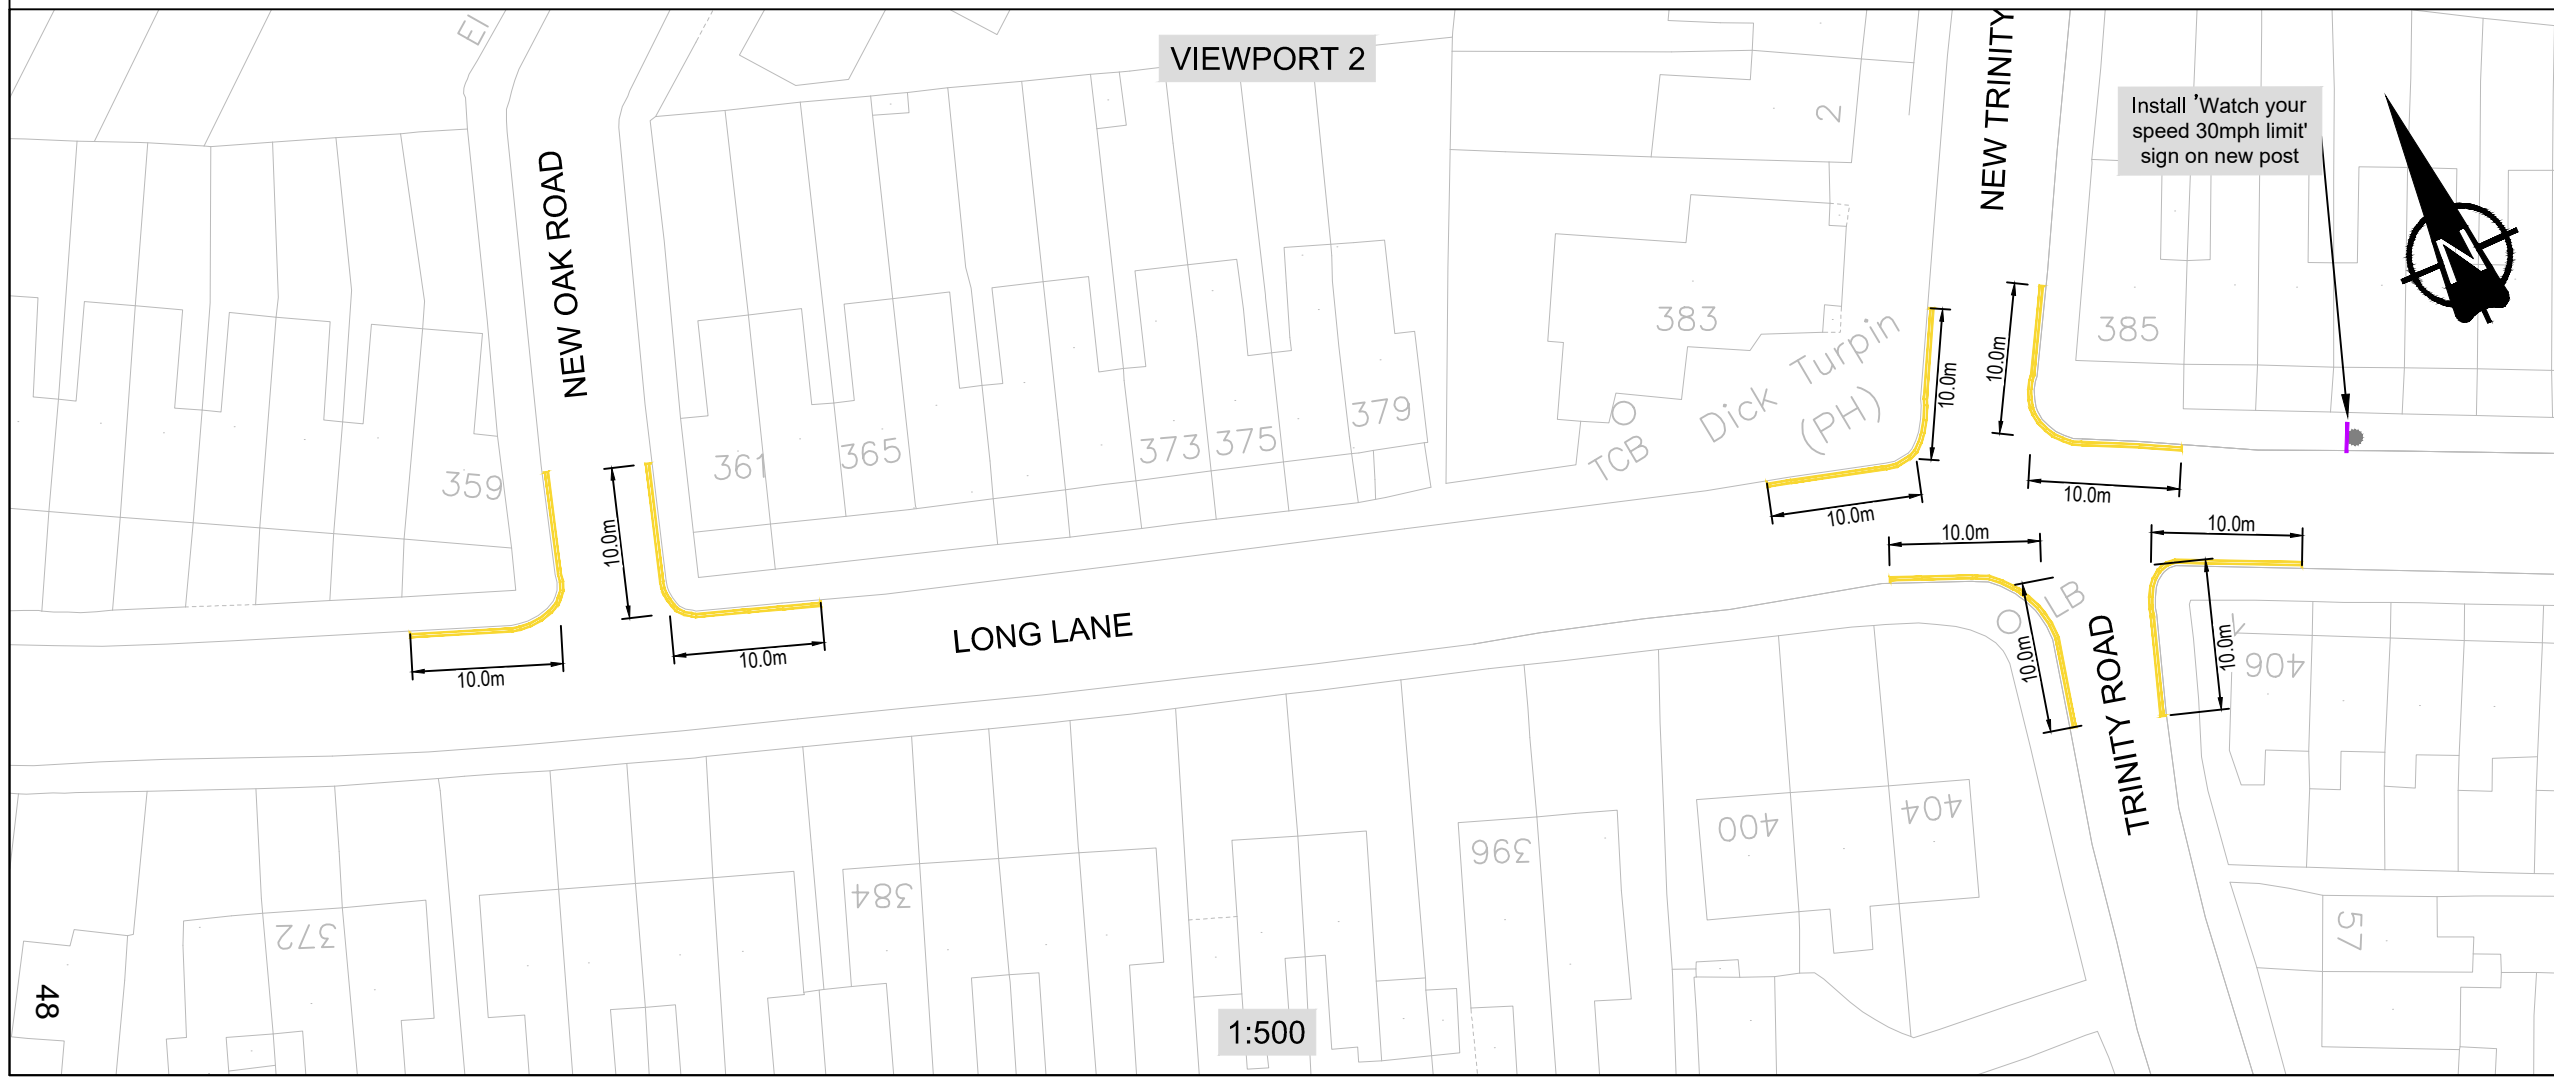 El
VIEWPORT 2
NEW TRINITY
2
Install 'Watch your
speed 30mph limit'
sign on new post
N
NEW OAK ROAD
383
385
Dick Turpin
(PH)
TCB
10.0m
10.0m
359
361
365
373
375
379
10.0m
10.0m
10.0m
10.0m
10.0m
10.0m
10.0m
LONG LANE
LB
10.0m
10.0m
TRINITY ROAD
406
400
404
396
384
372
57
48
1:500